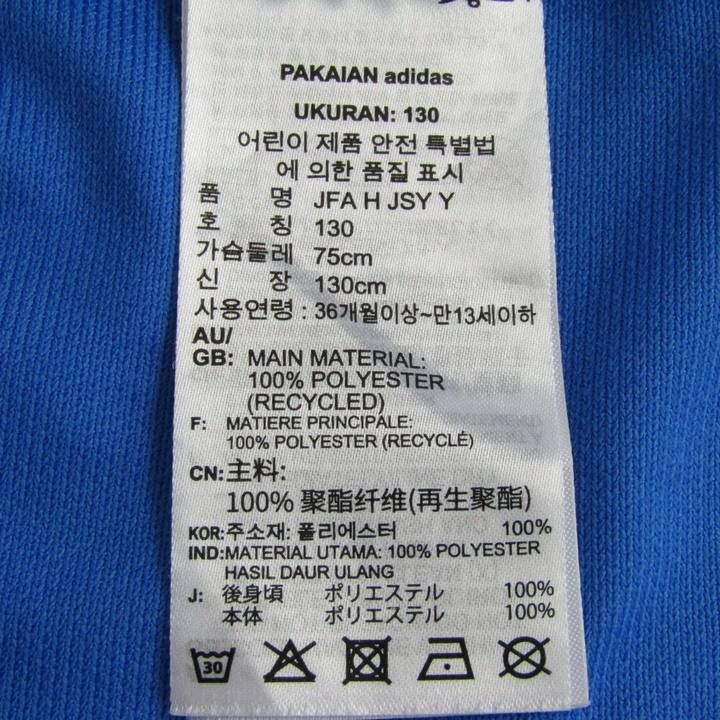 PAKAIAN adidas
UKURAN: 130
어린이 제품 안전 특별법
에 의한 품질 표시
품 명 JFA H JSY Y
호 칭 130
가슴둘레 75cm
신 장 130cm
사용연령 : 36개월이상~만13세이하
AU/
GB: MAIN MATERIAL:
100% POLYESTER
(RECYCLED)
F: MATIERE PRINCIPALE:
100% POLYESTER (RECYCLÉ)
CN:主料:
100% 聚酯纤维(再生聚酯)
KOR:주소재: 폴리에스터 100%
IND:MATERIAL UTAMA: 100% POLYESTER
HASIL DAUR ULANG
J: 後身頃 ポリエステル 100%
本体 ポリエステル 100%
30